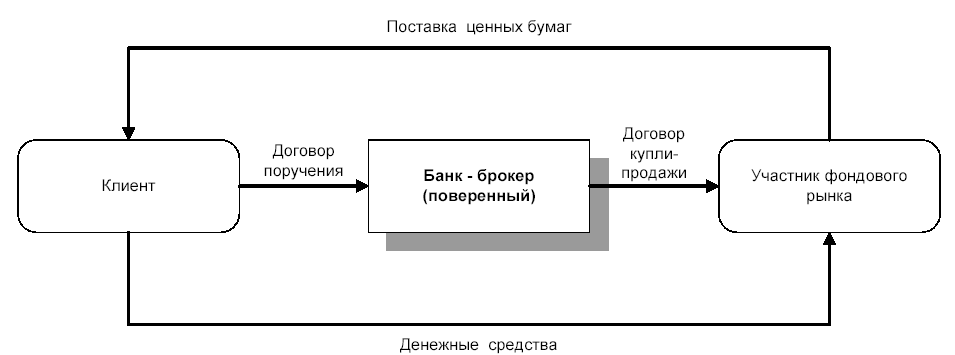 Поставка ценных бумаг
Клиент
Договор
поручения
Банк - брокер
(поверенный)
Договор
купли-
продажи
Участник фондового
рынка
Денежные средства